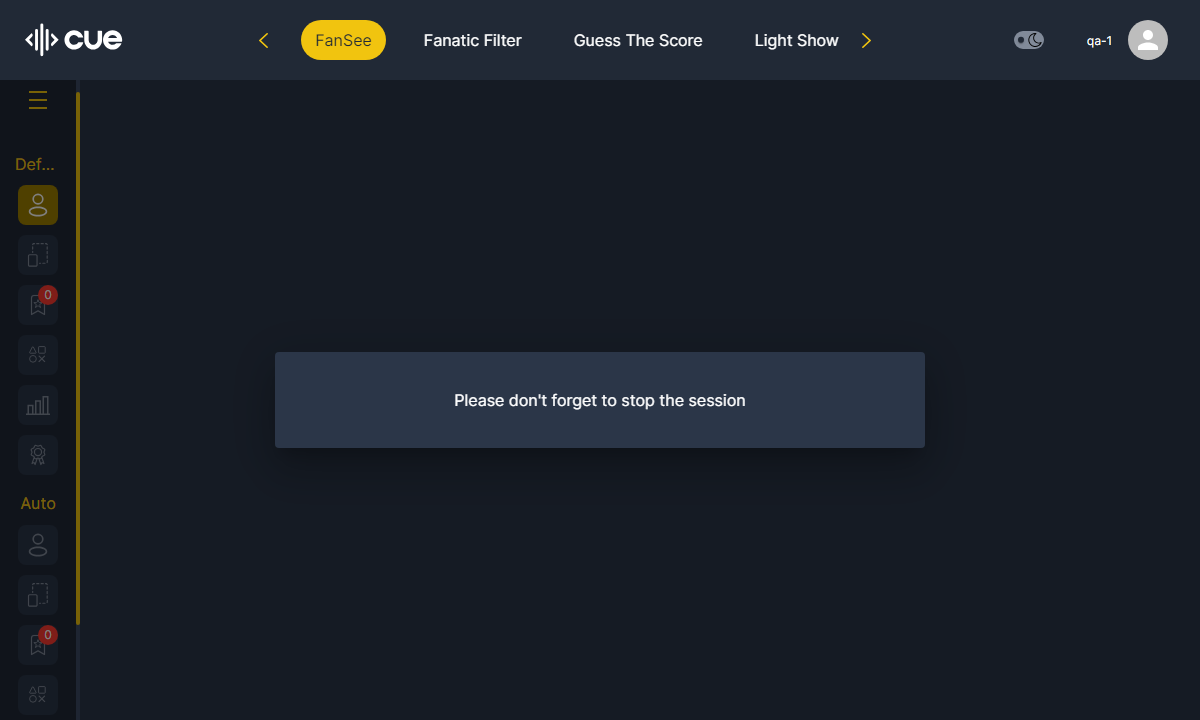 cue
FanSee
Fanatic Filter
Guess The Score
Light Show
qa-1
Def...
0
Please don't forget to stop the session
Auto
0